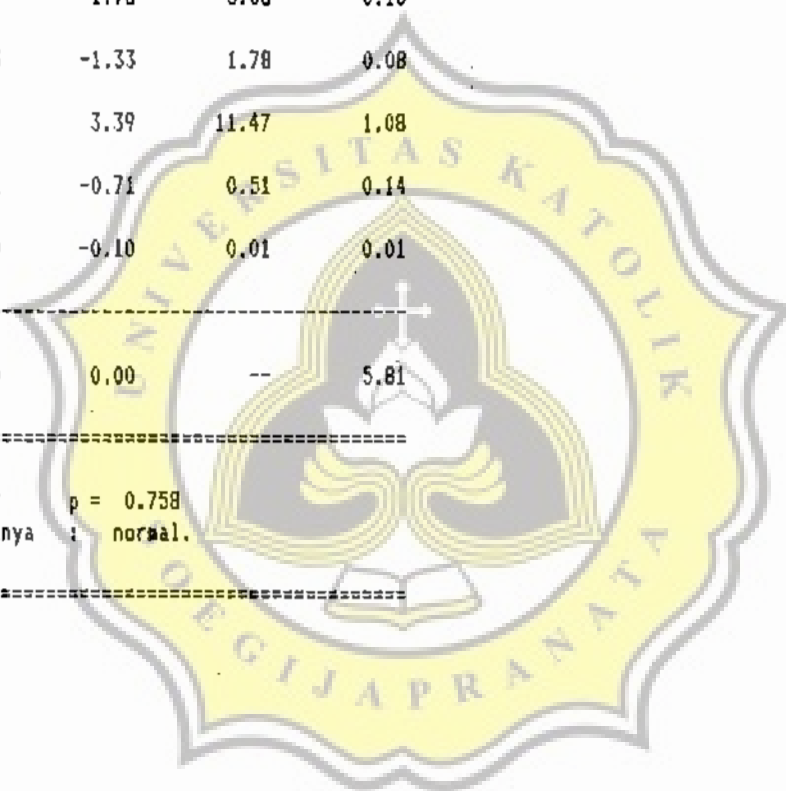 -1.33 1.78 0.08
3.39 11.47 1.08
-0.71 0.51 0.14
-0.10 0.01 0.01
------------------------------------
0.00 -- 5.81
====================================
p = 0.758
nya : normal.
====================================
UNIVERSITAS KATOLIK
SOEGIJAPRANATA